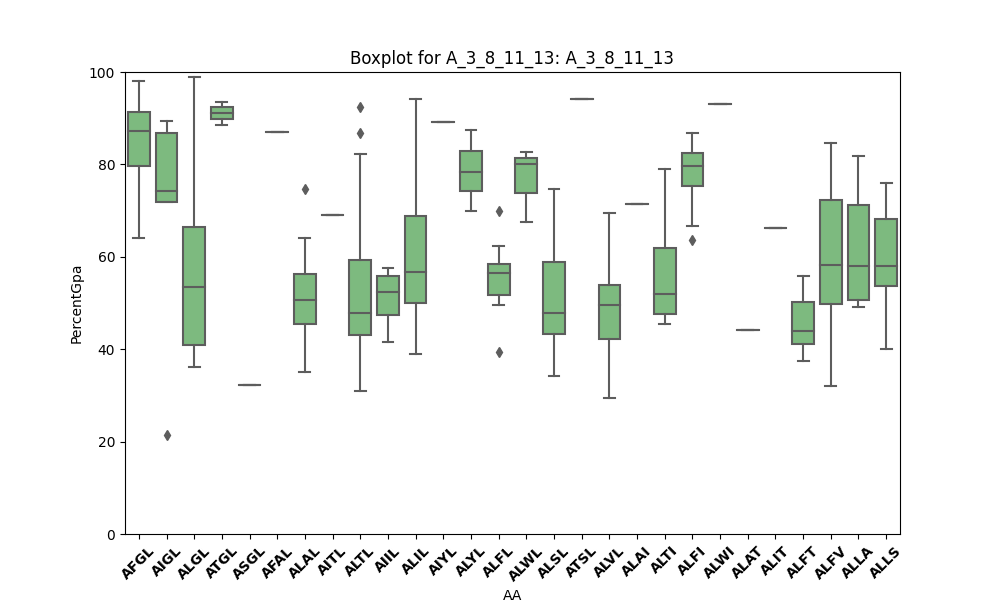 Boxplot for A_3_8_11_13: A_3_8_11_13
100
80
60
40
20
0
PercentGpa
AFGL AIGL ALGL ATGL ASGL AFAL ALAL AITL ALTL AIIL ALIL AIYL ALYL ALFL ALWL ALSL ATSL ALVL ALAI ALTI ALFI ALWI ALAT ALIT ALFT ALFV ALLA ALLS
AA